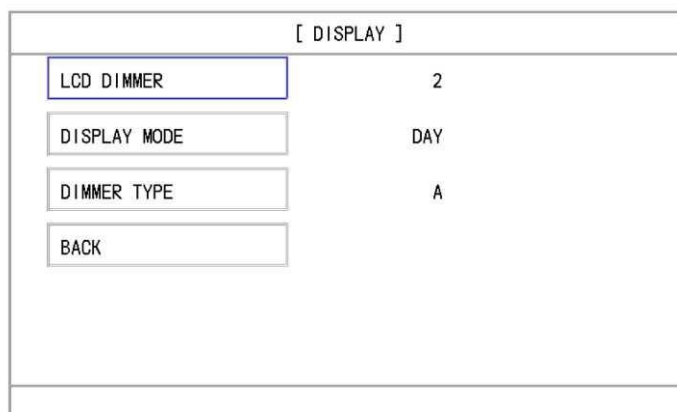 [ DISPLAY ]
LCD DIMMER 2
DISPLAY MODE DAY
DIMMER TYPE A
BACK